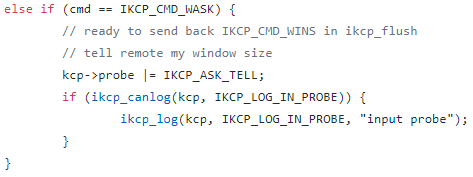 else if (cmd == IKCP_CMD_WASK) {
// ready to send back IKCP_CMD_WINS in ikcp_flush
// tell remote my window size
kcp->probe |= IKCP_ASK_TELL;
if (ikcp_canlog(kcp, IKCP_LOG_IN_PROBE)) {
ikcp_log(kcp, IKCP_LOG_IN_PROBE, "input probe");
}
}